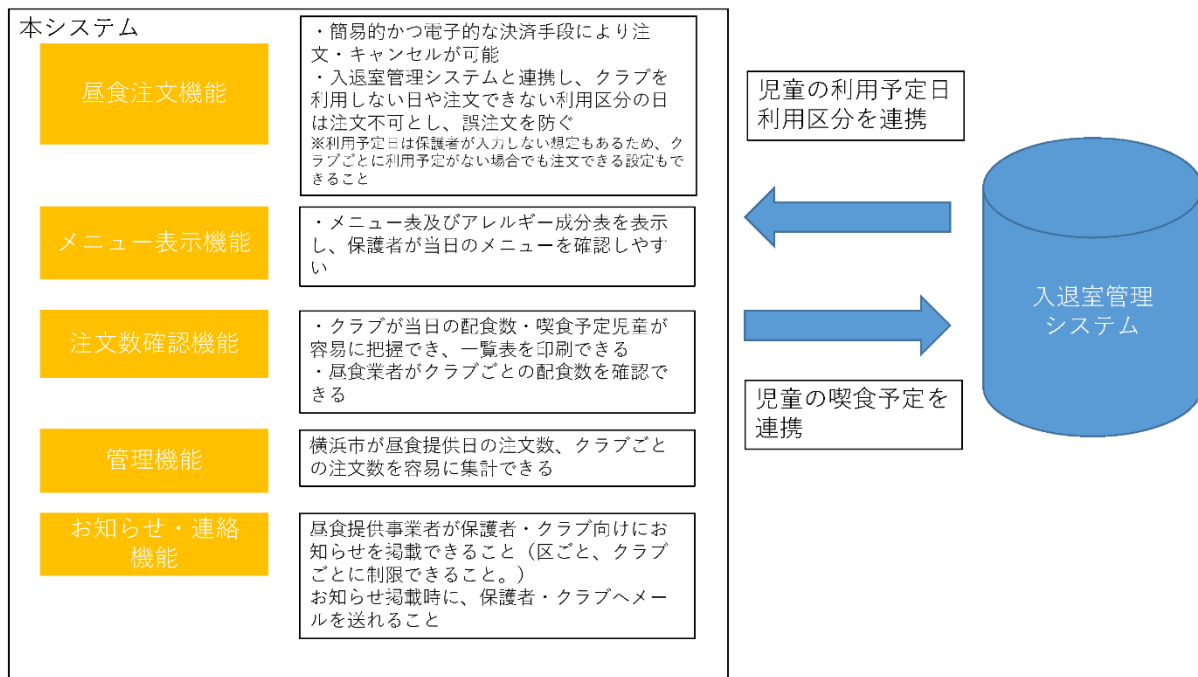 本システム
昼食注文機能
・簡易的かつ電子的な決済手段により注
文・キャンセルが可能
・入退室管理システムと連携し、クラブを
利用しない日や注文できない利用区分の日
は注文不可とし、誤注文を防ぐ
※利用予定日は保護者が入力しない想定もあるため、ク
ラブごとに利用予定がない場合でも注文できる設定もで
きること
メニュー表示機能
・メニュー表及びアレルギー成分表を表示
し、保護者が当日のメニューを確認しやす
い
注文数確認機能
・クラブが当日の配食数・喫食予定児童が
容易に把握でき、一覧表を印刷できる
・昼食業者がクラブごとの配食数を確認で
きる
管理機能
横浜市が昼食提供日の注文数、クラブごと
の注文数を容易に集計できる
お知らせ・連絡
機能
昼食提供事業者が保護者・クラブ向けにお
知らせを掲載できること（区ごと、クラブ
ごとに制限できること。）
お知らせ掲載時に、保護者・クラブへメー
ルを送れること
児童の利用予定日
利用区分を連携
入退室管理
システム
児童の喫食予定を
連携